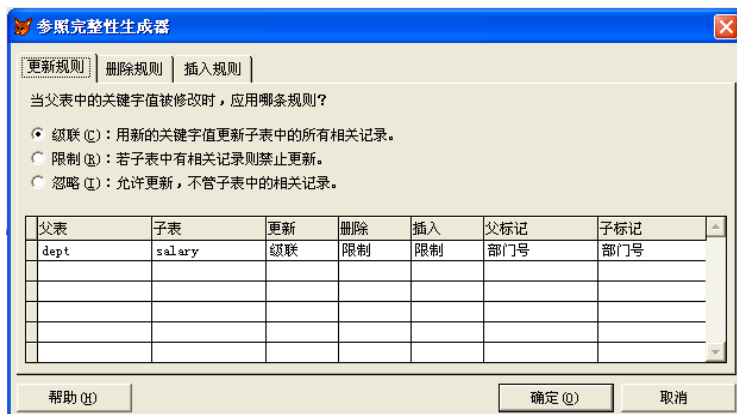 参照完整性生成器
更新规则 删除规则 插入规则
当父表中的关键字值被修改时，应用哪条规则？
级联(C)：用新的关键字值更新子表中的所有相关记录。
限制(R)：若子表中有相关记录则禁止更新。
忽略(I)：允许更新，不管子表中的相关记录。
父表 子表 更新 删除 插入 父标记 子标记
dept salary 级联 限制 限制 部门号 部门号
帮助(H) 确定(O) 取消